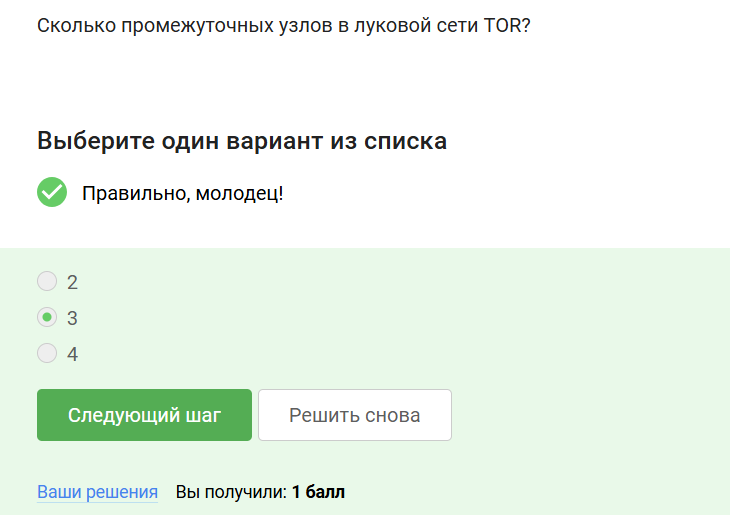 Сколько промежуточных узлов в луковой сети TOR?
Выберите один вариант из списка
Правильно, молодец!
2
3
4
Следующий шаг Решить снова
Ваши решения Вы получили: 1 балл